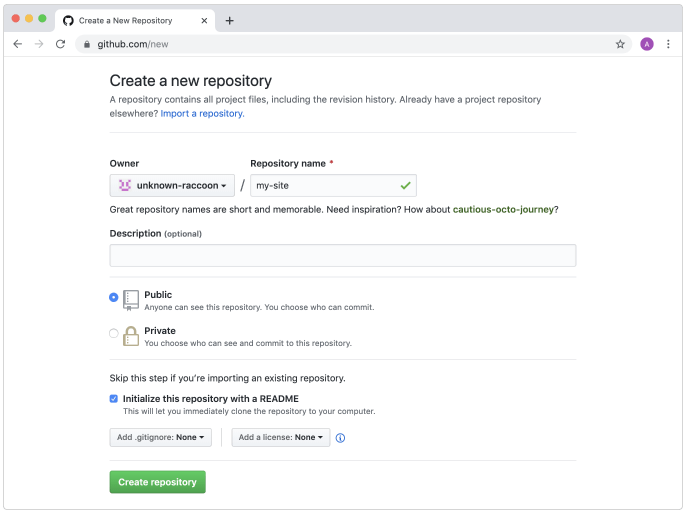 Create a New Repository
github.com/new
A
Create a new repository
A repository contains all project files, including the revision history. Already have a project repository
elsewhere? Import a repository.
Owner
Repository name *
unknown-raccoon / my-site
Great repository names are short and memorable. Need inspiration? How about cautious-octo-journey?
Description (optional)
Public
Anyone can see this repository. You choose who can commit.
Private
You choose who can see and commit to this repository.
Skip this step if you’re importing an existing repository.
Initialize this repository with a README
This will let you immediately clone the repository to your computer.
Add .gitignore: None
Add a license: None
Create repository